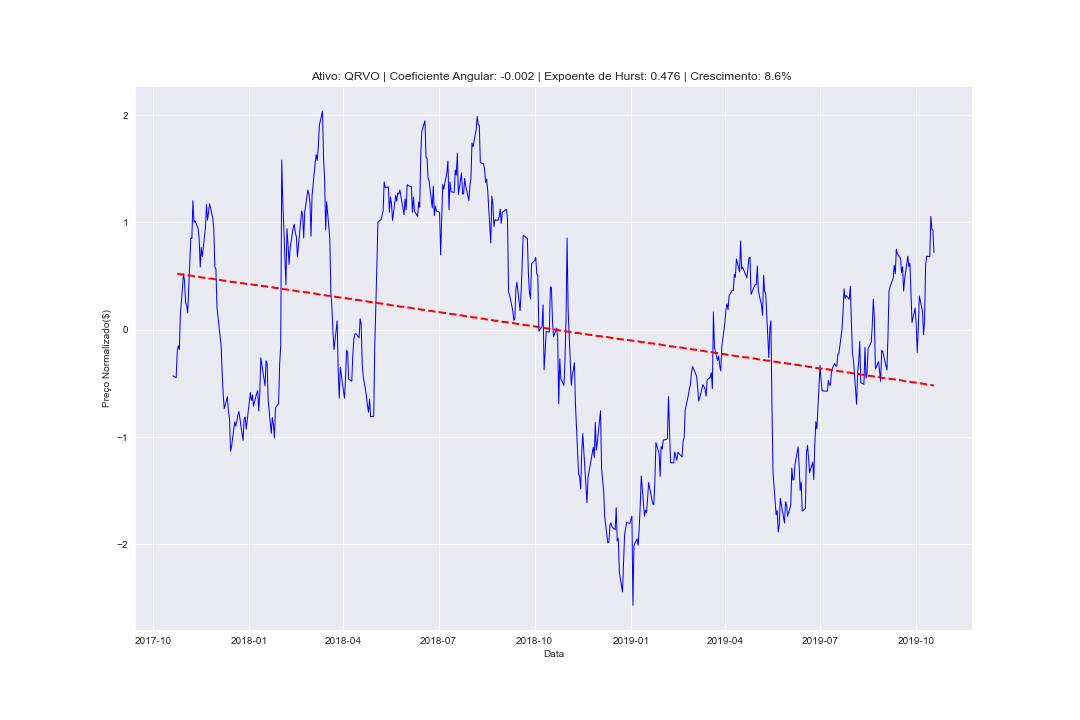 Ativo: QRVO | Coeficiente Angular: -0.002 | Expoente de Hurst: 0.476 | Crescimento: 8.6%
Preço Normalizado($)
2
1
0
−1
−2
2017-10 2018-01 2018-04 2018-07 2018-10 2019-01 2019-04 2019-07 2019-10
Data